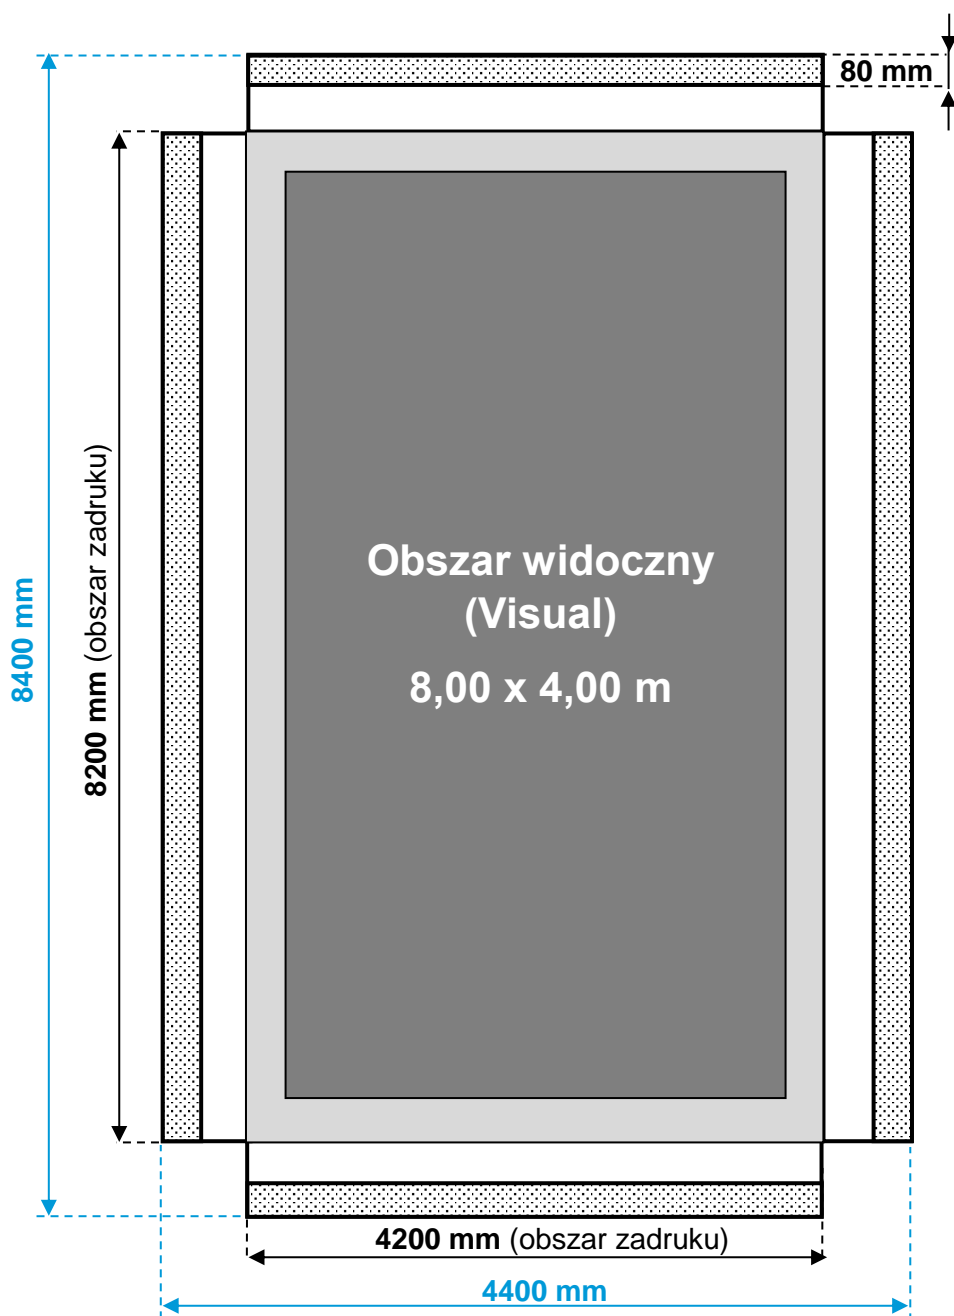 80 mm
8400 mm
8200 mm (obszar zadruku)
Obszar widoczny
(Visual)
8,00 x 4,00 m
4200 mm (obszar zadruku)
4400 mm